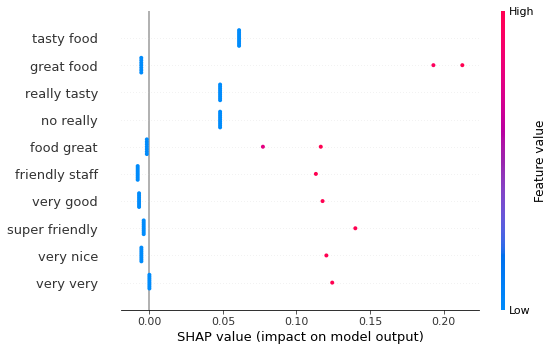 High
tasty food
great food
really tasty
no really
food great
friendly staff
very good
super friendly
very nice
very very
Feature value
Low
0.00 0.05 0.10 0.15 0.20
SHAP value (impact on model output)